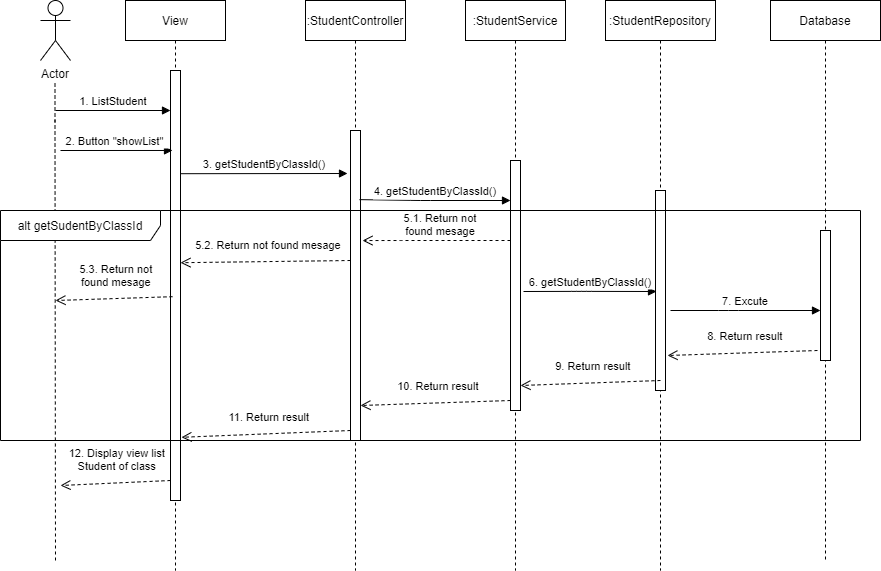 View
:StudentController
:StudentService
:StudentRepository
Database
Actor
1. ListStudent
2. Button "showList"
3. getStudentByClassId()
4. getStudentByClassId()
alt getSudentByClassId
5.1. Return not
found mesage
5.2. Return not found mesage
5.3. Return not
found mesage
6. getStudentByClassId()
7. Excute
8. Return result
9. Return result
10. Return result
11. Return result
12. Display view list
Student of class